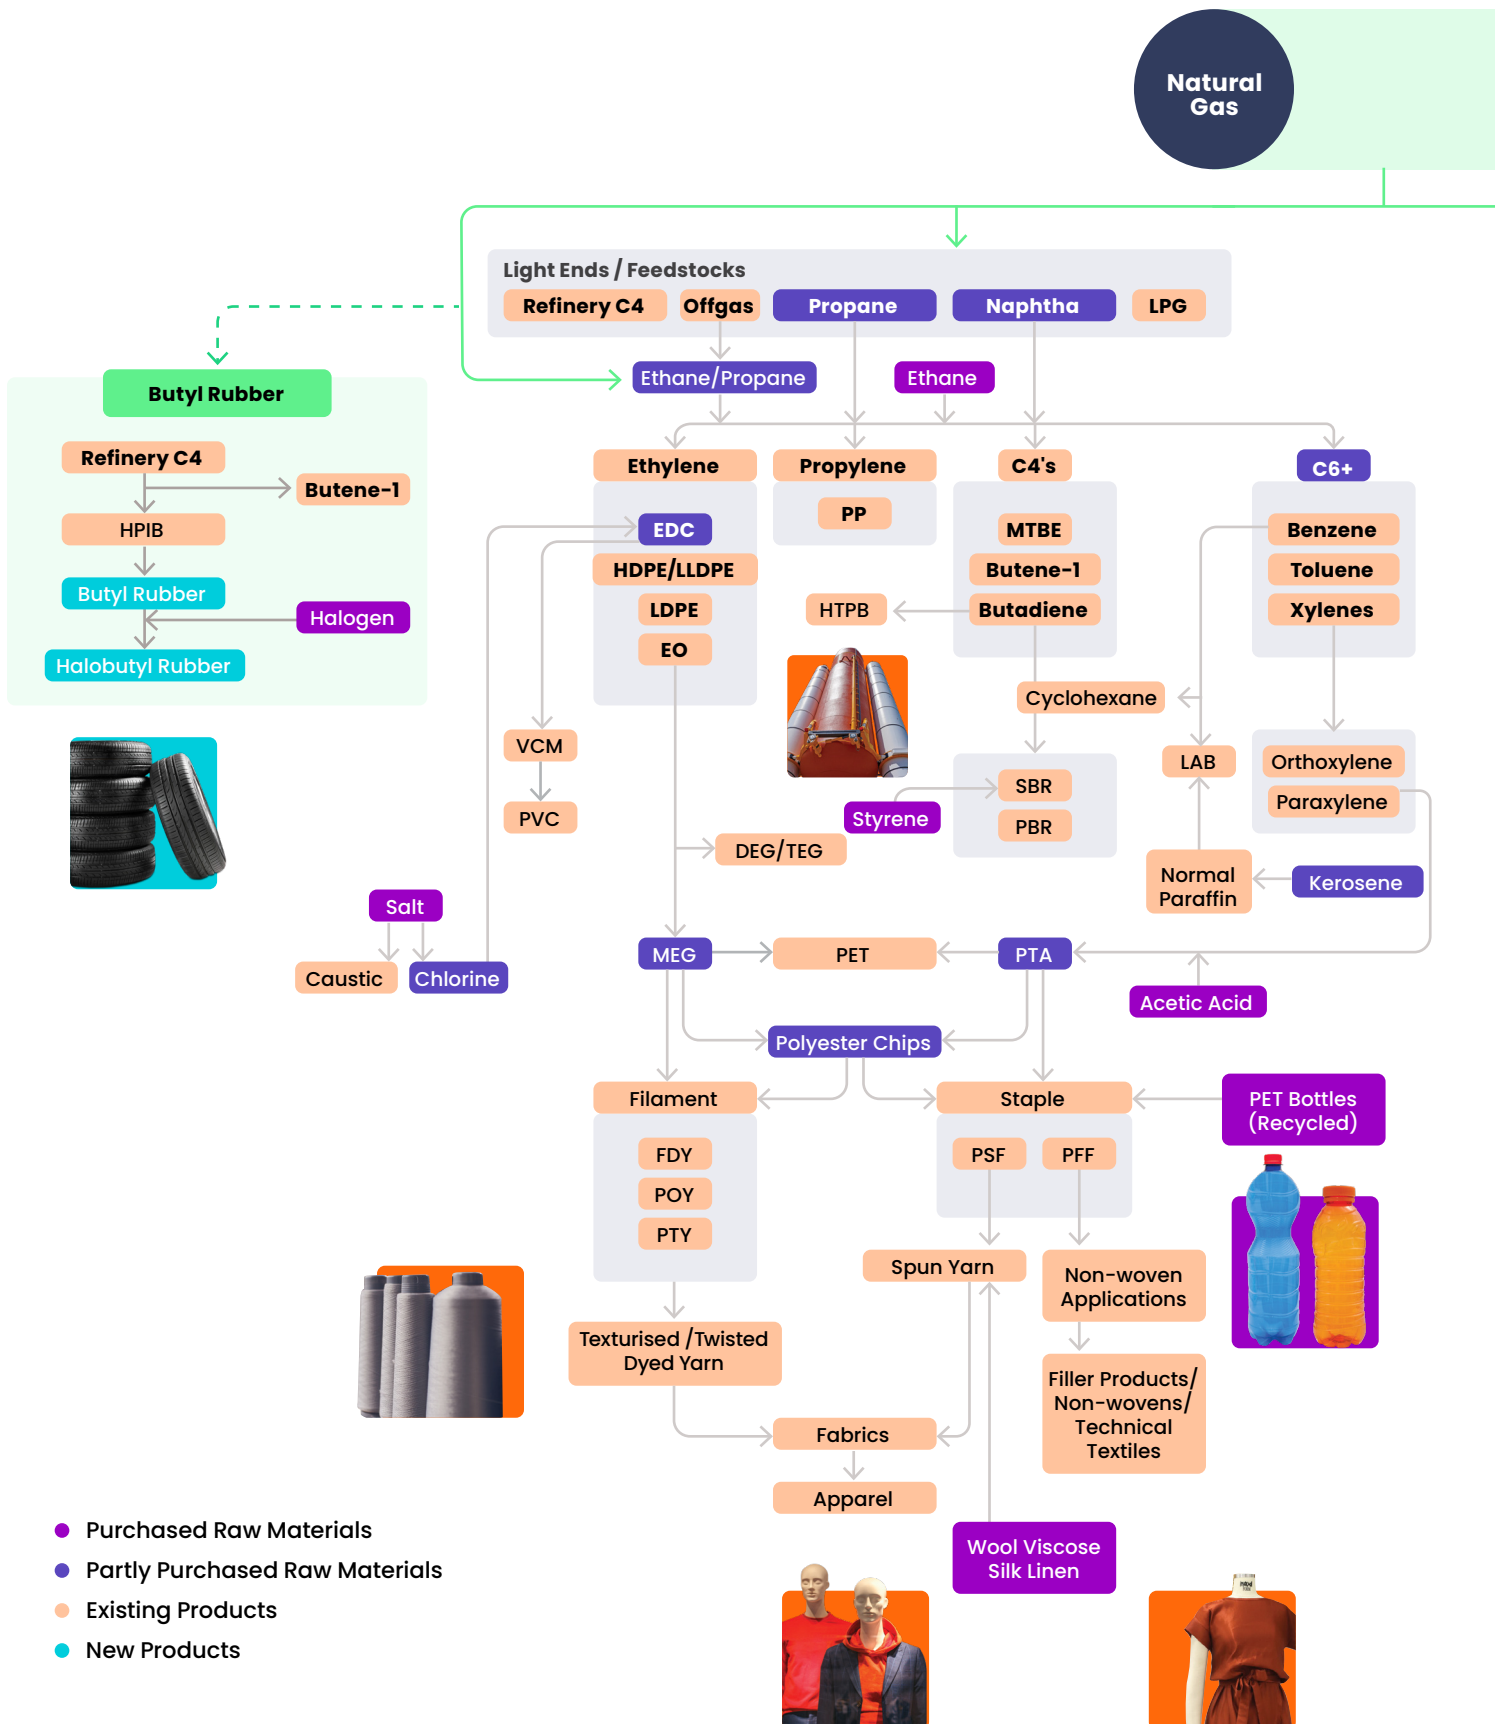 Natural
Gas
Light Ends / Feedstocks
Refinery C4
Offgas
Propane
Naphtha
LPG
Ethane/Propane
Ethane
Butyl Rubber
Refinery C4
Butene-1
HPIB
Butyl Rubber
Halogen
Halobutyl Rubber
Ethylene
Propylene
C4's
C6+
EDC
PP
MTBE
Benzene
HDPE/LLDPE
Butene-1
Toluene
LDPE
HTPB
Butadiene
Xylenes
EO
Cyclohexane
VCM
LAB
Orthoxylene
SBR
Paraxylene
PVC
Styrene
PBR
DEG/TEG
Normal
Paraffin
Kerosene
Salt
MEG
PET
PTA
Caustic
Chlorine
Acetic Acid
Polyester Chips
Filament
Staple
PET Bottles
(Recycled)
FDY
PSF
PFF
POY
PTY
Spun Yarn
Non-woven
Applications
Texturised /Twisted
Dyed Yarn
Filler Products/
Non-wovens/
Technical
Textiles
Fabrics
Apparel
Wool Viscose
Silk Linen
Purchased Raw Materials
Partly Purchased Raw Materials
Existing Products
New Products